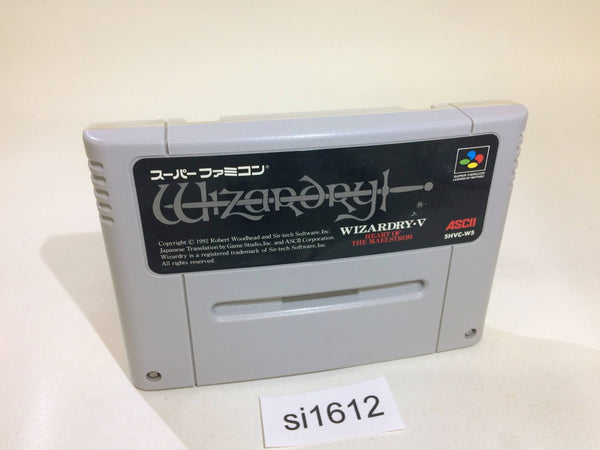 スーパーファミコン
Wizardry
WIZARDRY·V
HEART OF
THE MAELSTROM
Copyright © 1992 Robert Woodhead and Sir-tech Software, Inc.
Japanese Translation by Game Studio, Inc. and ASCII Corporation.
Wizardry is a registered trademark of Sir-tech Software, Inc.
All rights reserved.
SUPER FAMICOM
ASCII
SHVC-W5
si1612